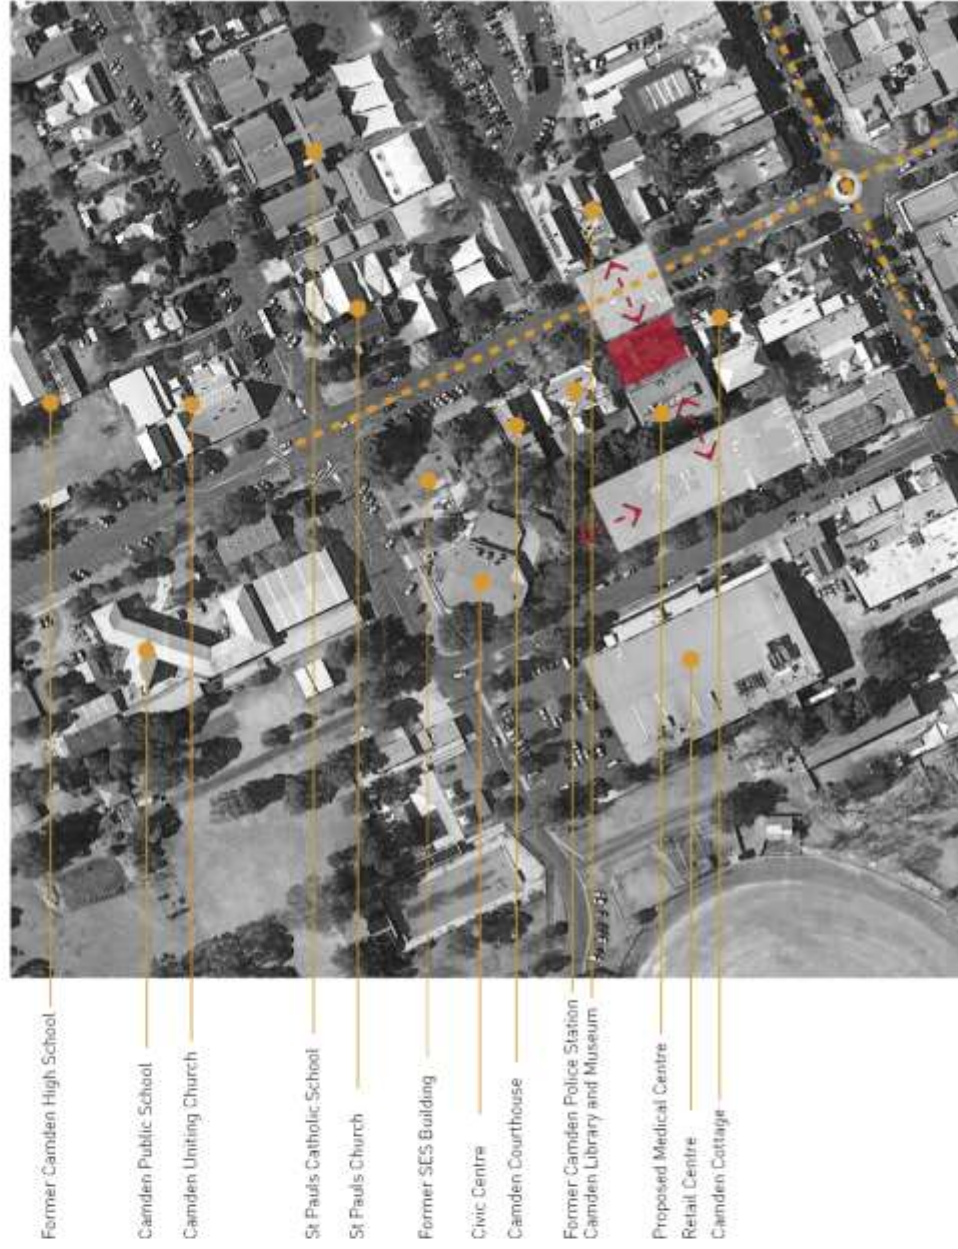 Former Camden High School
Camden Public School
Camden Uniting Church
St Pauls Catholic School
St Pauls Church
Former SES Building
Civic Centre
Camden Courthouse
Former Camden Police Station
Camden Library and Museum
Proposed Medical Centre
Retail Centre
Camden Cottage